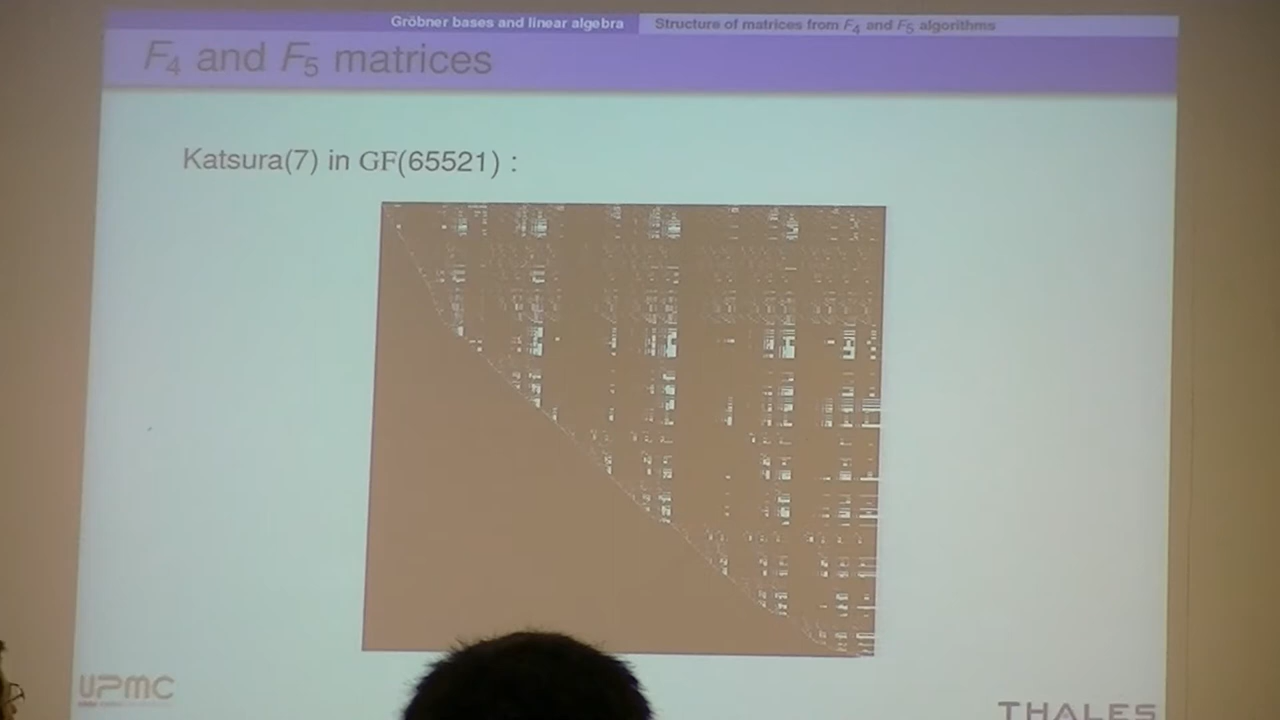 Gröbner bases and linear algebra
Structure of matrices from F4 and F5 algorithms
F4 and F5 matrices
Katsura(7) in GF(65521) :
UPMC
THALES